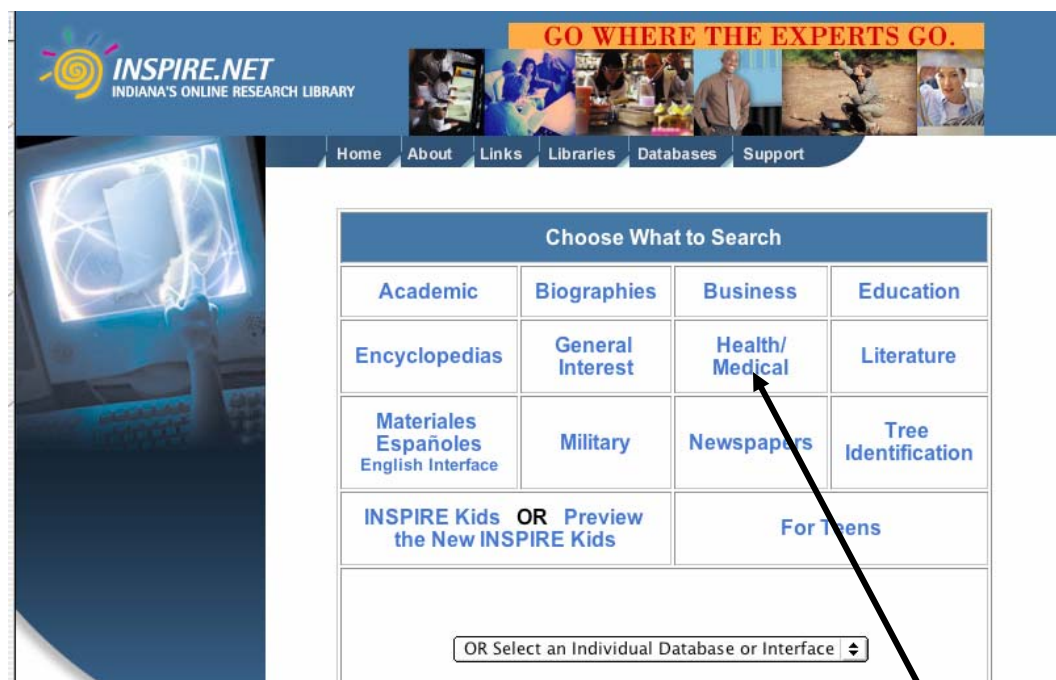 GO WHERE THE EXPERTS GO.
INSPIRE.NET
INDIANA'S ONLINE RESEARCH LIBRARY
Home About Links Libraries Databases Support
Choose What to Search
Academic Biographies Business Education
Encyclopedias General Interest Health/ Medical Literature
Materiales Españoles English Interface Military Newspapers Tree Identification
INSPIRE Kids OR Preview the New INSPIRE Kids For Teens
OR Select an Individual Database or Interface